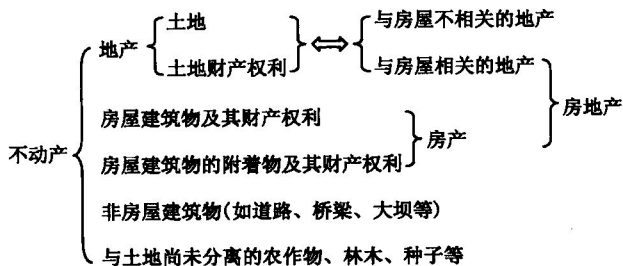 土地
与房屋不相关的地产
地产
土地财产权利
与房屋相关的地产
房地产
房屋建筑物及其财产权利
房产
不动产
房屋建筑物的附着物及其财产权利
非房屋建筑物(如道路、桥梁、大坝等)
与土地尚未分离的农作物、林木、种子等